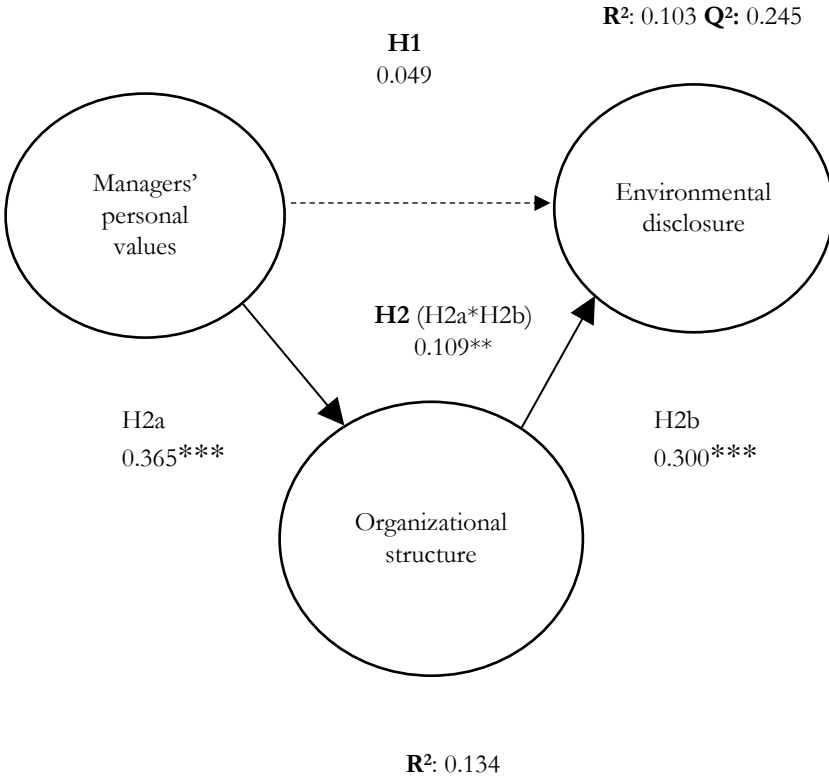 R²: 0.103 Q²: 0.245
H1
0.049
Managers'
personal
values
Environmental
disclosure
H2 (H2a*H2b)
0.109**
H2a
0.365***
H2b
0.300***
Organizational
structure
R²: 0.134